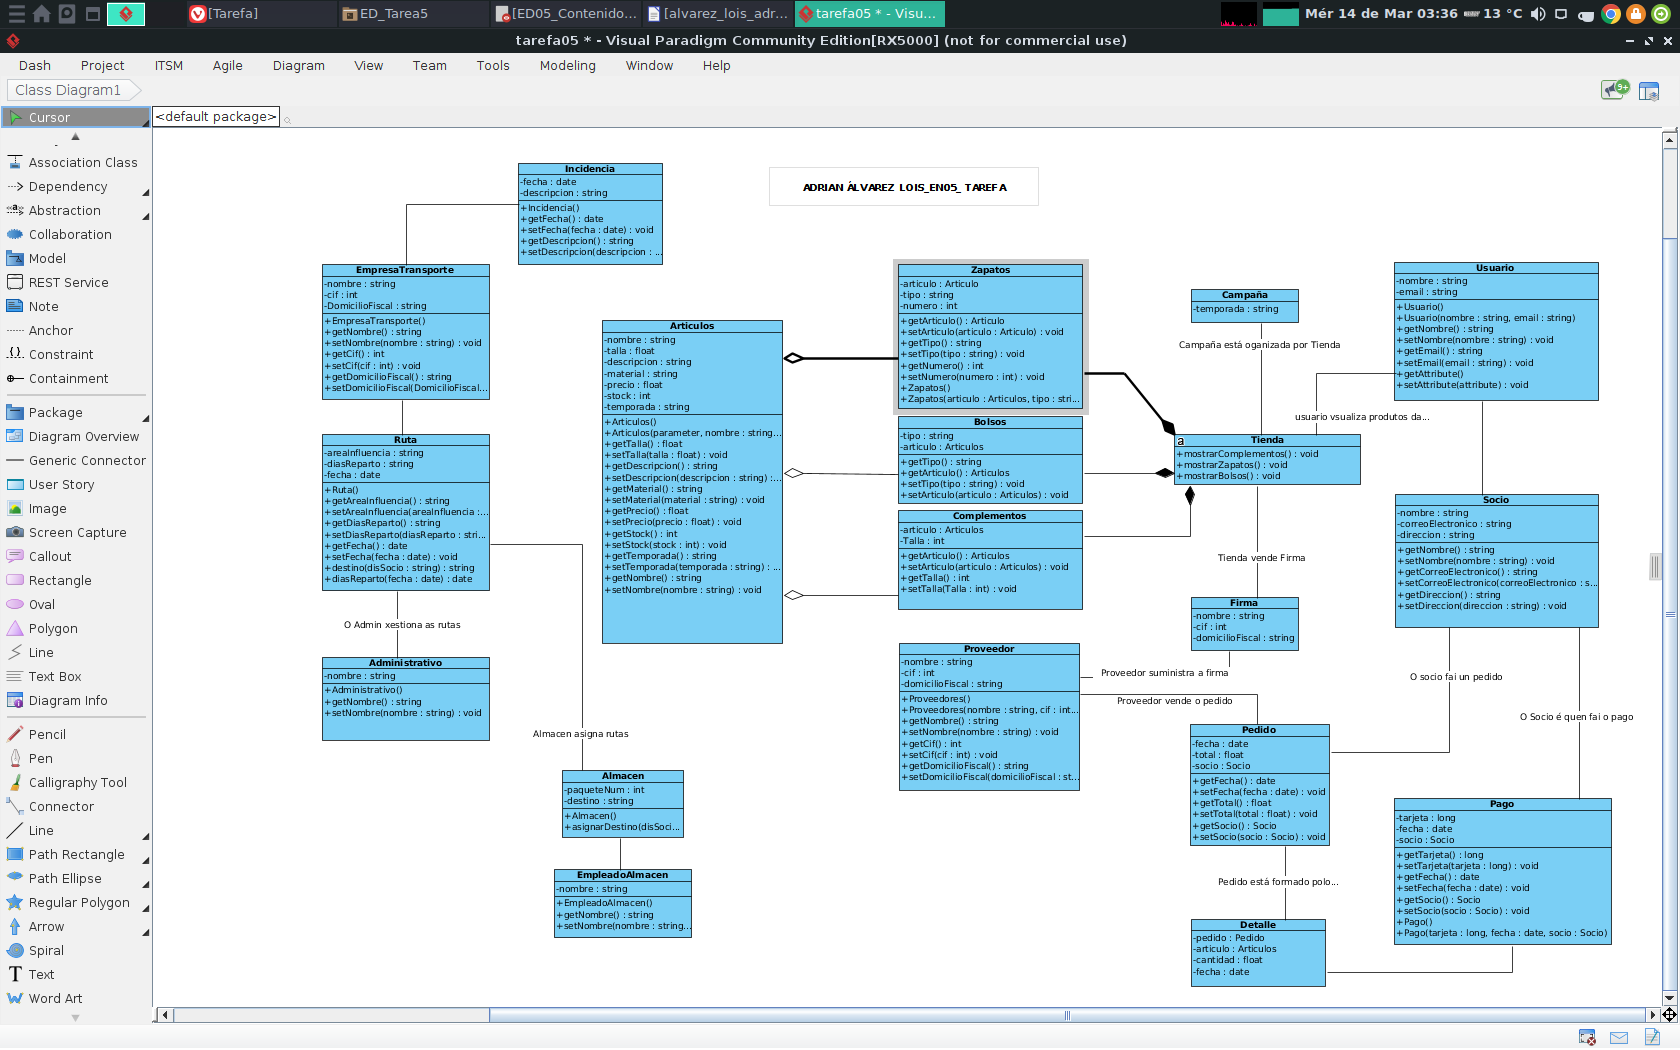 [Tarefa]
ED_Tarea5
[ED05_Contenido...
[alvarez_lois_adr...
tarefa05 * - Visu...
Mér 14 de Mar 03:36
13 °C
tarefa05 * - Visual Paradigm Community Edition[RX5000] (not for commercial use)
Dash Project ITSM Agile Diagram View Team Tools Modeling Window Help
Class Diagram1
9+
Cursor
<default package>
Association Class
Dependency
Abstraction
Collaboration
Model
REST Service
Note
Anchor
Constraint
Containment
Package
Diagram Overview
Generic Connector
User Story
Image
Screen Capture
Callout
Rectangle
Oval
Polygon
Line
Text Box
Diagram Info
Pencil
Pen
Calligraphy Tool
Connector
Line
Path Rectangle
Path Ellipse
Regular Polygon
Arrow
Spiral
Text
Word Art
Incidencia
-fecha : date
-descripcion : string
+Incidencia()
+getFecha() : date
+setFecha(fecha : date) : void
+getDescripcion() : string
+setDescripcion(descripcion : ...
ADRIAN ÁLVAREZ LOIS_EN05_ TAREFA
EmpresaTransporte
-nombre : string
-cif : int
-DomicilioFiscal : string
+EmpresaTransporte()
+getNombre() : string
+setNombre(nombre : string) : void
+getCif() : int
+setCif(cif : int) : void
+getDomicilioFiscal() : string
+setDomicilioFiscal(DomicilioFiscal...
Ruta
-areaInfluencia : string
-diasReparto : string
-fecha : date
+Ruta()
+getAreaInfluencia() : string
+setAreaInfluencia(areaInfluencia :...
+getDiasReparto() : string
+setDiasReparto(diasReparto : stri...
+getFecha() : date
+setFecha(fecha : date) : void
+destino(disSocio : string) : string
+diasReparto(fecha : date) : date
O Admin xestiona as rutas
Administrativo
-nombre : string
+Administrativo()
+getNombre() : string
+setNombre(nombre : string) : void
Articulos
-nombre : string
-talla : float
-descripcion : string
-material : string
-precio : float
-stock : int
-temporada : string
+Articulos()
+Articulos(parameter, nombre : string...
+getTalla() : float
+setTalla(talla : float) : void
+getDescripcion() : string
+setDescripcion(descripcion : string) :...
+getMaterial() : string
+setMaterial(material : string) : void
+getPrecio() : float
+setPrecio(precio : float) : void
+getStock() : int
+setStock(stock : int) : void
+getTemporada() : string
+setTemporada(temporada : string) : ...
+getNombre() : string
+setNombre(nombre : string) : void
Almacen asigna rutas
Almacen
-paqueteNum : int
-destino : string
+Almacen()
+asignarDestino(disSoci...
EmpleadoAlmacen
-nombre : string
+EmpleadoAlmacen()
+getNombre() : string
+setNombre(nombre : string...
Zapatos
-articulo : Articulo
-tipo : string
-numero : int
+getArticulo() : Articulo
+setArticulo(articulo : Articulo) : void
+getTipo() : string
+setTipo(tipo : string) : void
+getNumero() : int
+setNumero(numero : int) : void
+Zapatos()
+Zapatos(articulo : Articulos, tipo : stri...
Bolsos
-tipo : string
-articulo : Articulos
+getTipo() : string
+getArticulo() : Articulos
+setTipo(tipo : string) : void
+setArticulo(articulo : Articulos) : void
Complementos
-articulo : Articulos
-Talla : int
+getArticulo() : Articulos
+setArticulo(articulo : Articulos) : void
+getTalla() : int
+setTalla(Talla : int) : void
Proveedor
-nombre : string
-cif : int
-domicilioFiscal : string
+Proveedores()
+Proveedores(nombre : string, cif : int...
+getNombre() : string
+setNombre(nombre : string) : void
+getCif() : int
+setCif(cif : int) : void
+getDomicilioFiscal() : string
+setDomicilioFiscal(domicilioFiscal : st...
Campaña
-temporada : string
Campaña está oganizada por Tienda
a
Tienda
+mostrarComplementos() : void
+mostrarZapatos() : void
+mostrarBolsos() : void
Tienda vende Firma
Firma
-nombre : string
-cif : int
-domicilioFiscal : string
Proveedor suministra a firma
Proveedor vende o pedido
Pedido
-fecha : date
-total : float
-socio : Socio
+getFecha() : date
+setFecha(fecha : date) : void
+getTotal() : float
+setTotal(total : float) : void
+getSocio() : Socio
+setSocio(socio : Socio) : void
Pedido está formado polo...
Detalle
-pedido : Pedido
-articulo : Articulos
-cantidad : float
-fecha : date
Usuario
-nombre : string
-email : string
+Usuario()
+Usuario(nombre : string, email : string)
+getNombre() : string
+setNombre(nombre : string) : void
+getEmail() : string
+setEmail(email : string) : void
+getAttribute()
+setAttribute(attribute) : void
usuario vsualiza produtos da...
Socio
-nombre : string
-correoElectronico : string
-direccion : string
+getNombre() : string
+setNombre(nombre : string) : void
+getCorreoElectronico() : string
+setCorreoElectronico(correoElectronico : s...
+getDireccion() : string
+setDireccion(direccion : string) : void
O socio fai un pedido
O Socio é quen fai o pago
Pago
-tarjeta : long
-fecha : date
-socio : Socio
+getTarjeta() : long
+setTarjeta(tarjeta : long) : void
+getFecha() : date
+setFecha(fecha : date) : void
+getSocio() : Socio
+setSocio(socio : Socio) : void
+Pago()
+Pago(tarjeta : long, fecha : date, socio : Socio)